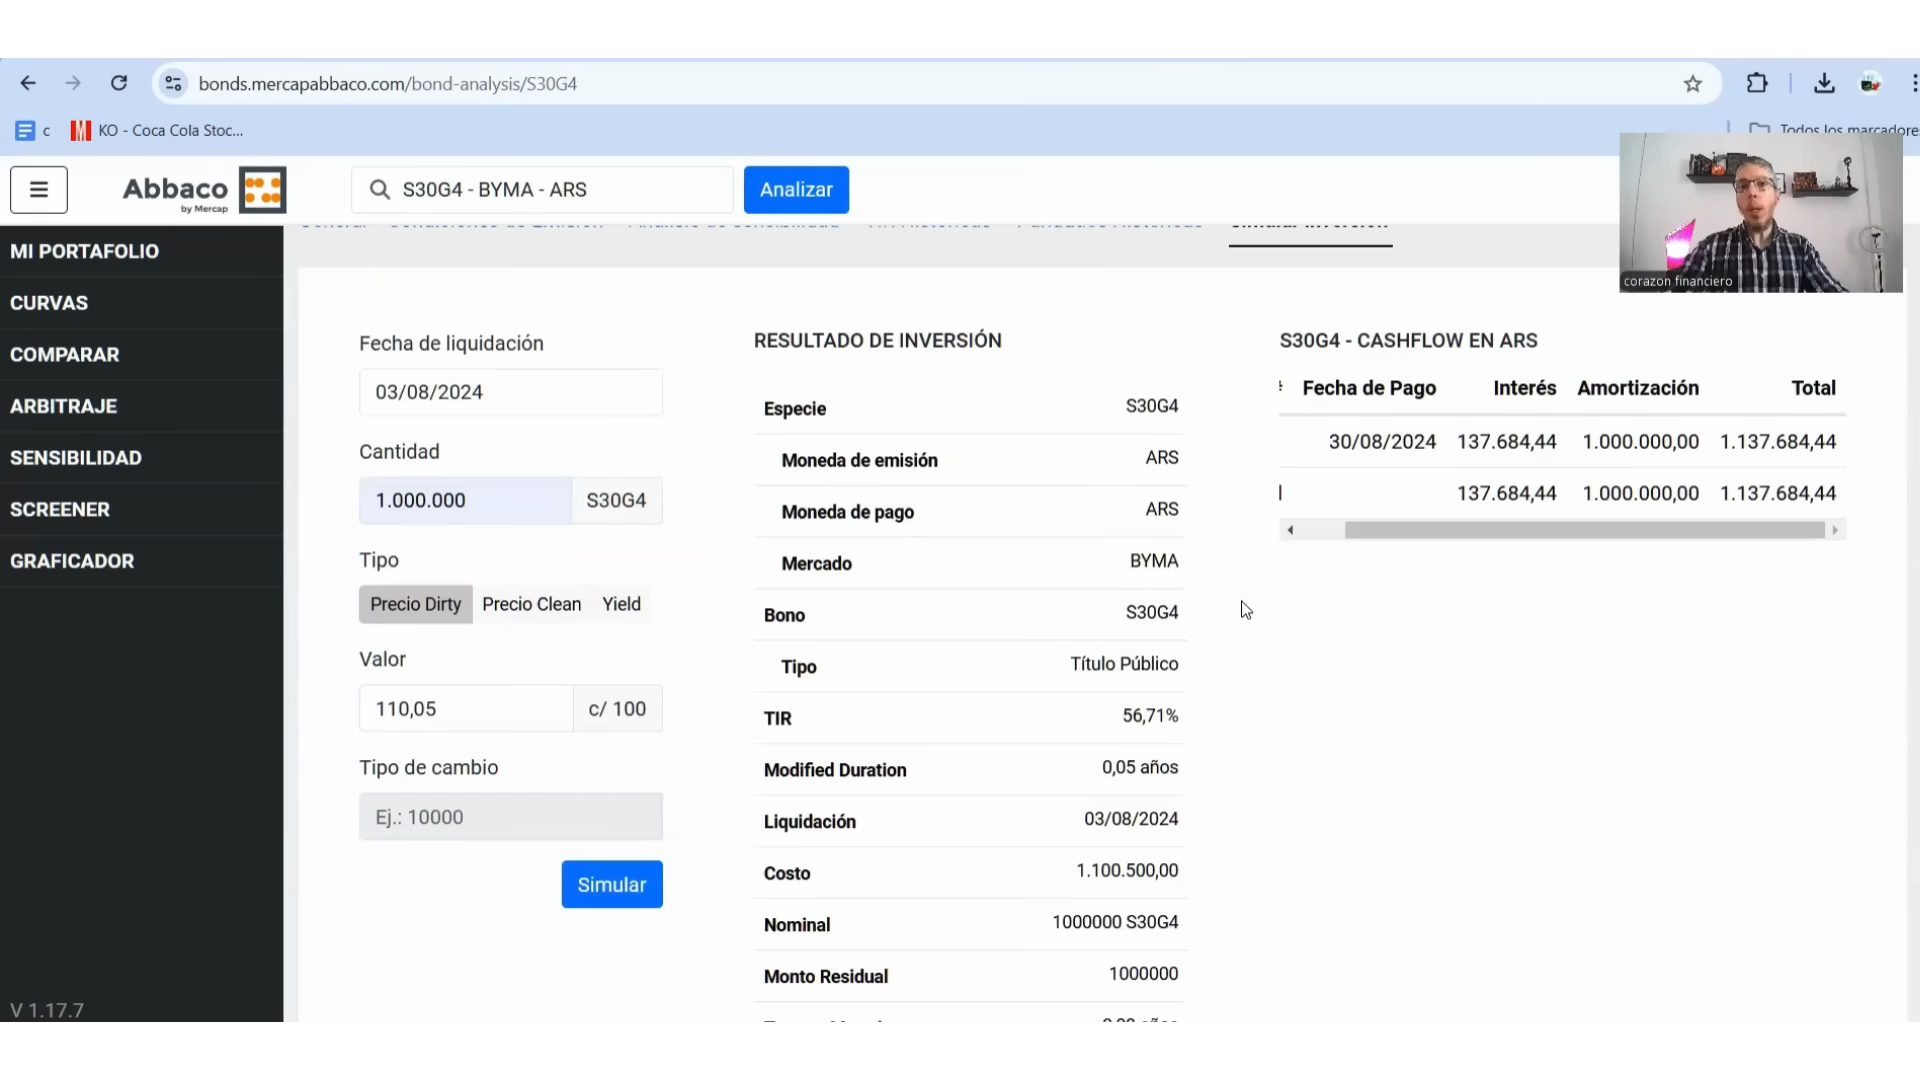 bonds.mercapabbaco.com/bond-analysis/S30G4
c
KO - Coca Cola Stoc...
Todos los marcadore
Abbaco
by Mercap
S30G4 - BYMA - ARS
Analizar
corazon financiero
MI PORTAFOLIO
CURVAS
COMPARAR
ARBITRAJE
SENSIBILIDAD
SCREENER
GRAFICADOR
V 1.17.7
Fecha de liquidación
03/08/2024
Cantidad
1.000.000 S30G4
Tipo
Precio Dirty Precio Clean Yield
Valor
110,05 c/ 100
Tipo de cambio
Ej.: 10000
Simular
RESULTADO DE INVERSIÓN
Especie S30G4
Moneda de emisión ARS
Moneda de pago ARS
Mercado BYMA
Bono S30G4
Tipo Título Público
TIR 56,71%
Modified Duration 0,05 años
Liquidación 03/08/2024
Costo 1.100.500,00
Nominal 1000000 S30G4
Monto Residual 1000000
S30G4 - CASHFLOW EN ARS
Fecha de Pago Interés Amortización Total
30/08/2024 137.684,44 1.000.000,00 1.137.684,44
137.684,44 1.000.000,00 1.137.684,44